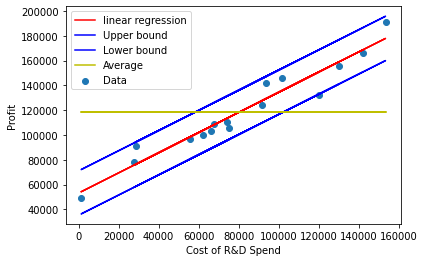 linear regression
Upper bound
Lower bound
Average
Data
200000
180000
160000
140000
120000
100000
80000
60000
40000
Profit
0 20000 40000 60000 80000 100000 120000 140000 160000
Cost of R&D Spend